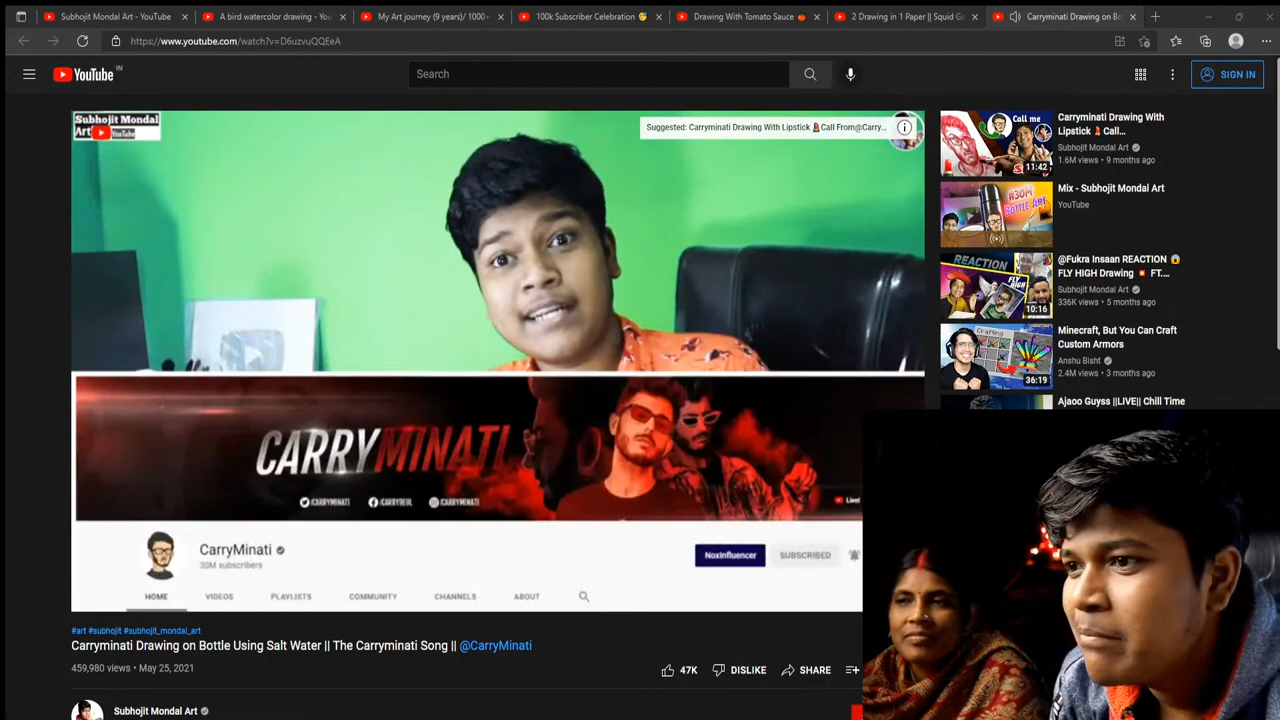 Subhojit Mondal Art - YouTube
A bird watercolor drawing - You
My Art journey (9 years)/ 1000+
100k Subscriber Celebration
Drawing With Tomato Sauce
2 Drawing in 1 Paper || Squid Ga
Carryminati Drawing on Bo
https://www.youtube.com/watch?v=D6uzvuQQEeA
YouTube IN
Search
SIGN IN
Subhojit Mondal
Art YouTube
Suggested: Carryminati Drawing With Lipstick 💄Call From@Carry...
CARRYMINATI
/CARRYMINATI
/CARRYDEOL
@CARRYMINATI
Live!
CarryMinati
30M subscribers
NoxInfluencer
SUBSCRIBED
HOME VIDEOS PLAYLISTS COMMUNITY CHANNELS ABOUT
#art #subhojit #subhojit_mondal_art
Carryminati Drawing on Bottle Using Salt Water || The Carryminati Song || @CarryMinati
459,980 views • May 25, 2021
47K DISLIKE SHARE
Subhojit Mondal Art
Call me
11:42
Carryminati Drawing With
Lipstick 💄Call...
Subhojit Mondal Art
1.6M views • 9 months ago
#30M
BOTTLE ART
Mix - Subhojit Mondal Art
YouTube
REACTION
FLY HIGH
10:16
@Fukra Insaan REACTION 😱
FLY HIGH Drawing 💥 FT....
Subhojit Mondal Art
336K views • 5 months ago
Crafting
36:19
Minecraft, But You Can Craft
Custom Armors
Anshu Bisht
2.4M views • 3 months ago
Ajaoo Guyss ||LIVE|| Chill Time